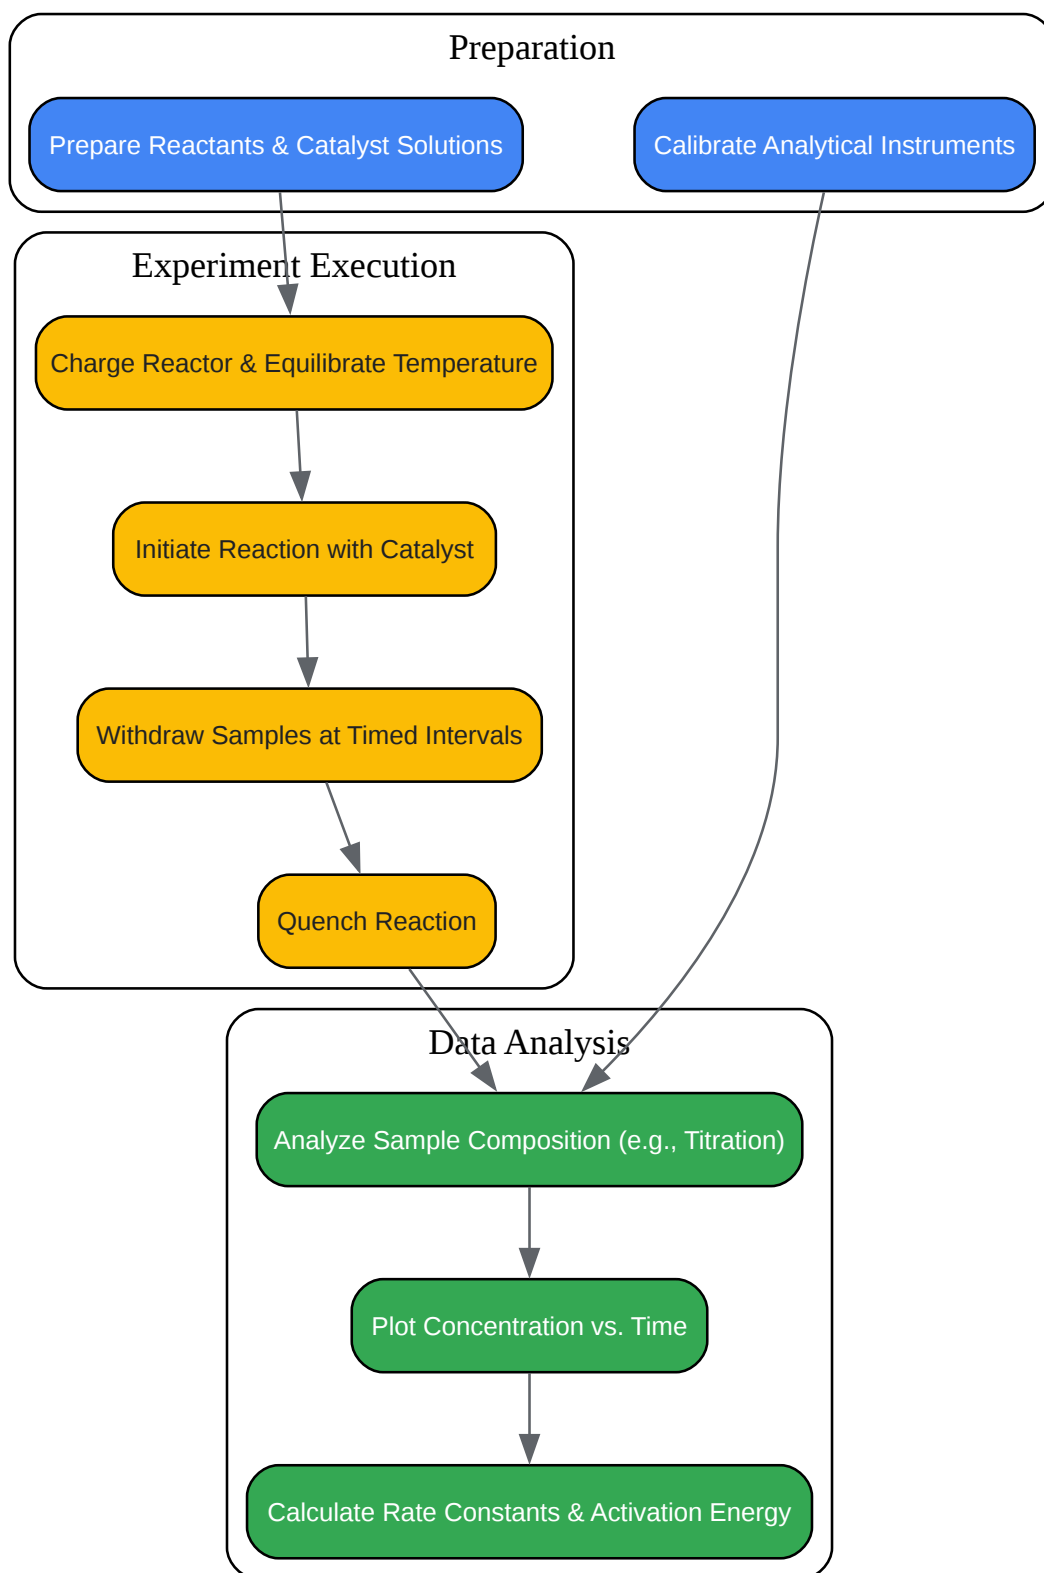 Preparation
Prepare Reactants & Catalyst Solutions
Calibrate Analytical Instruments
Experiment Execution
Charge Reactor & Equilibrate Temperature
Initiate Reaction with Catalyst
Withdraw Samples at Timed Intervals
Quench Reaction
Data Analysis
Analyze Sample Composition (e.g., Titration)
Plot Concentration vs. Time
Calculate Rate Constants & Activation Energy